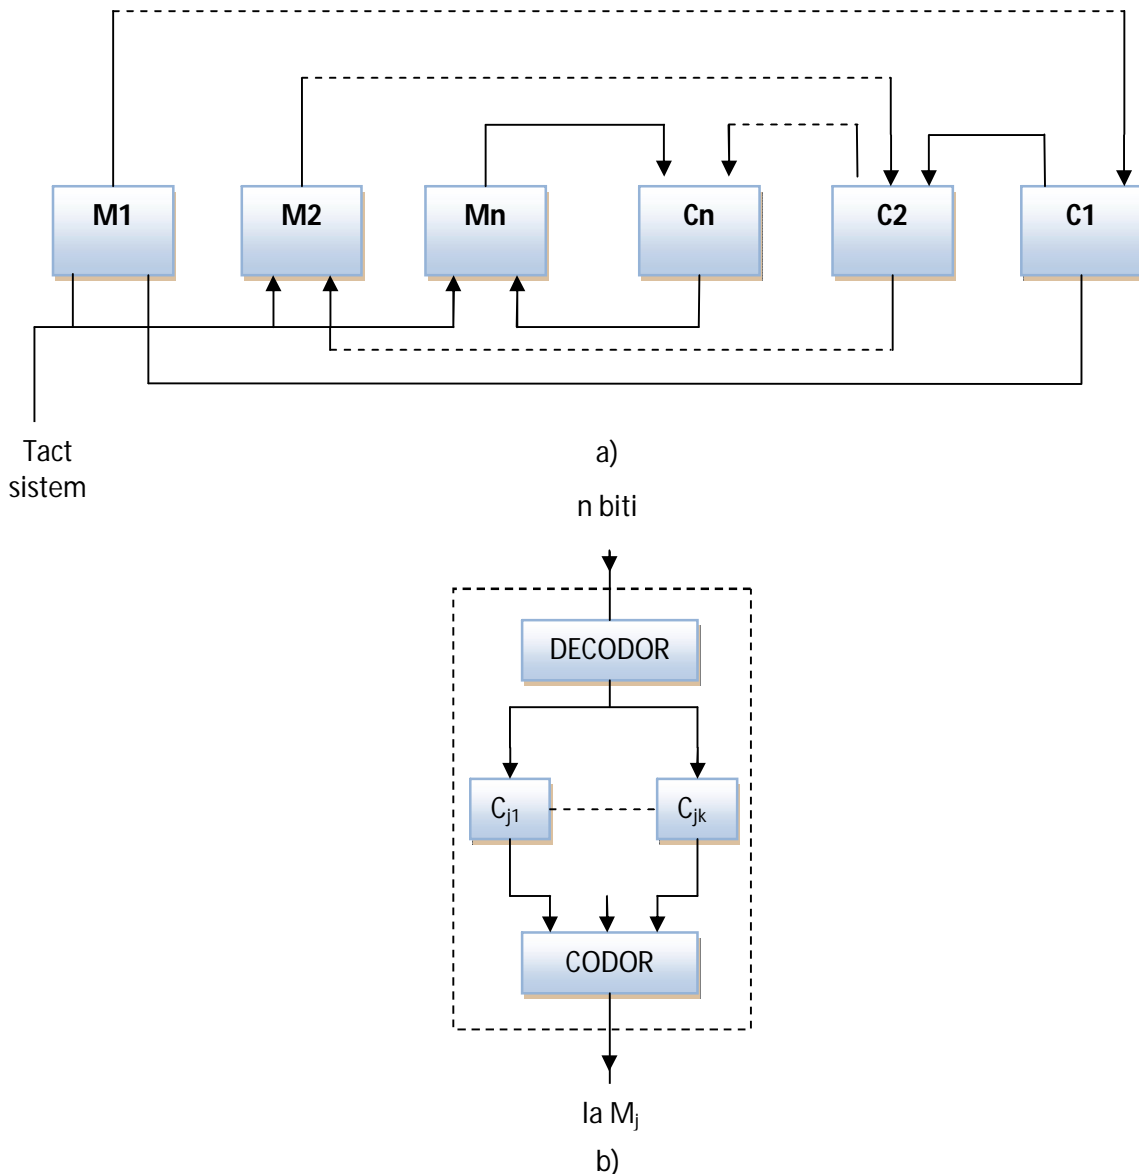 M1
M2
Mn
Cn
C2
C1
Tact
sistem
a)
n biti
DECODOR
Cj1
Cjk
CODOR
la Mj
b)